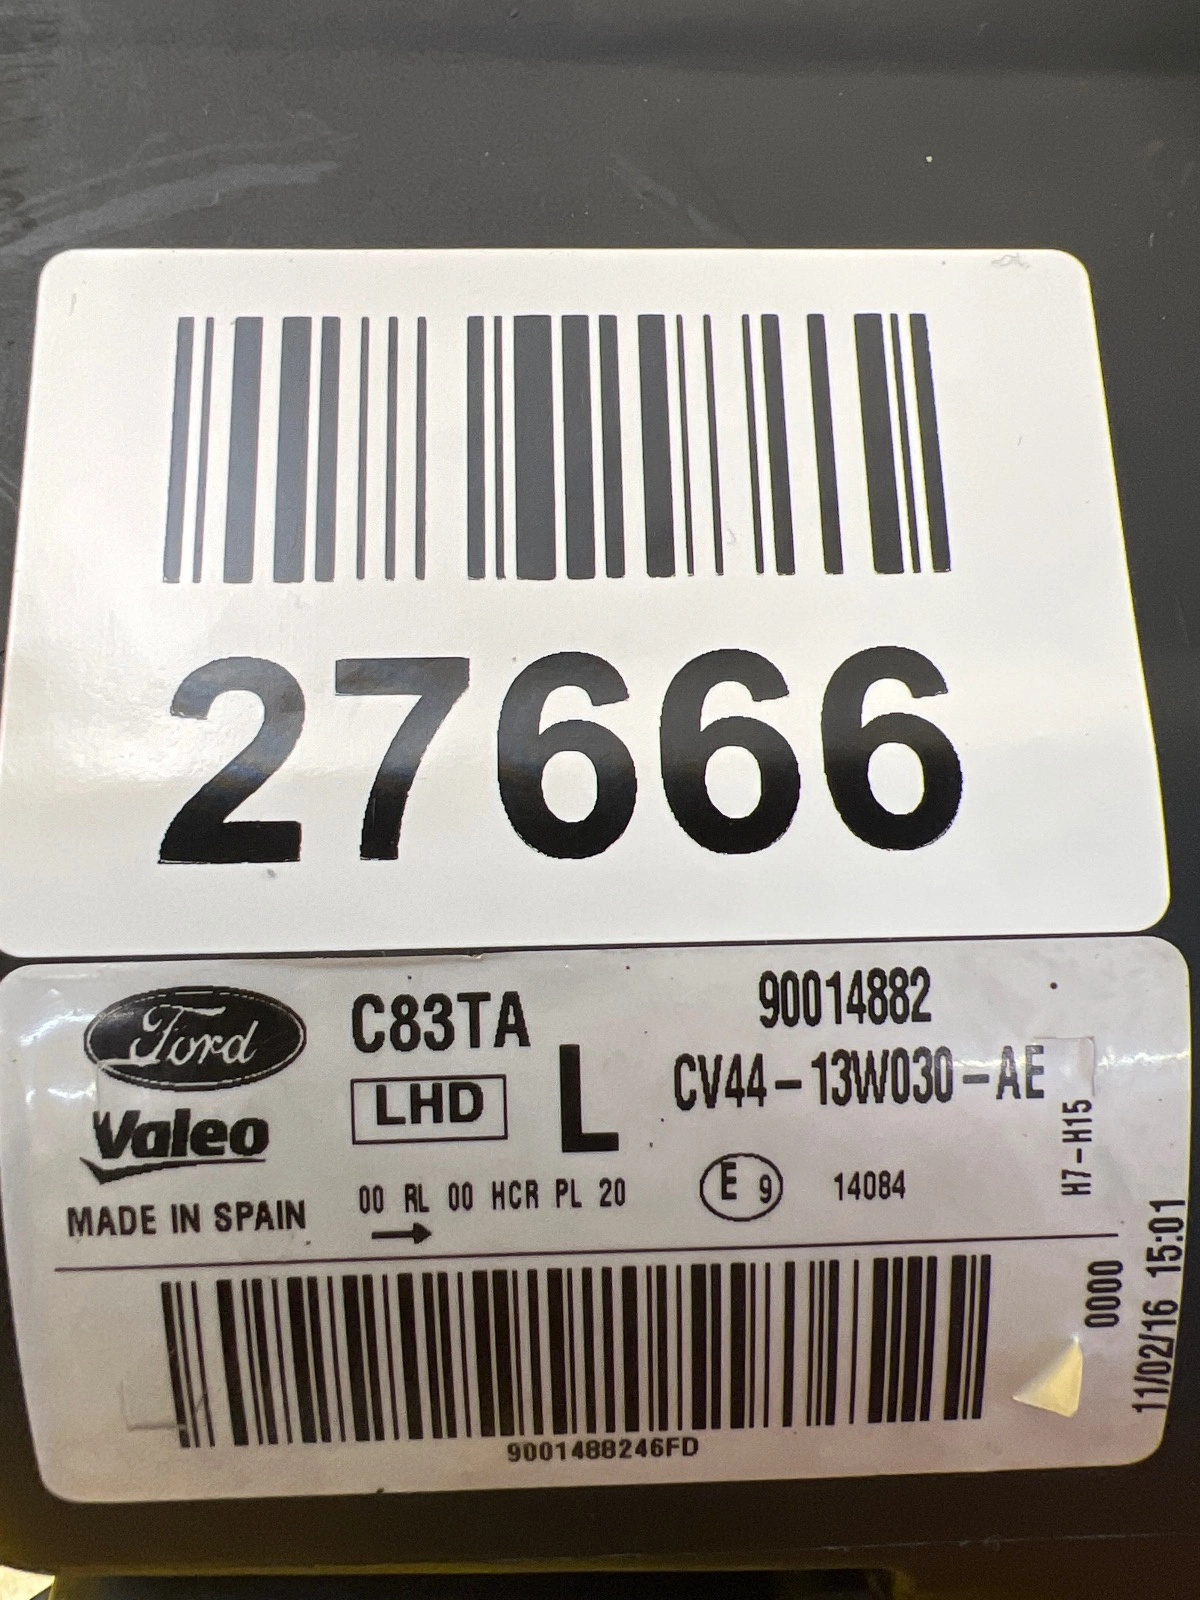 27666
Ford
C83TA
90014882
Valeo
LHD
L
CV44-13W030-AE
H7-H15
MADE IN SPAIN
00 RL 00 HCR PL 20
E 9
14084
0000
11/02/16 15:01
9001488246FD